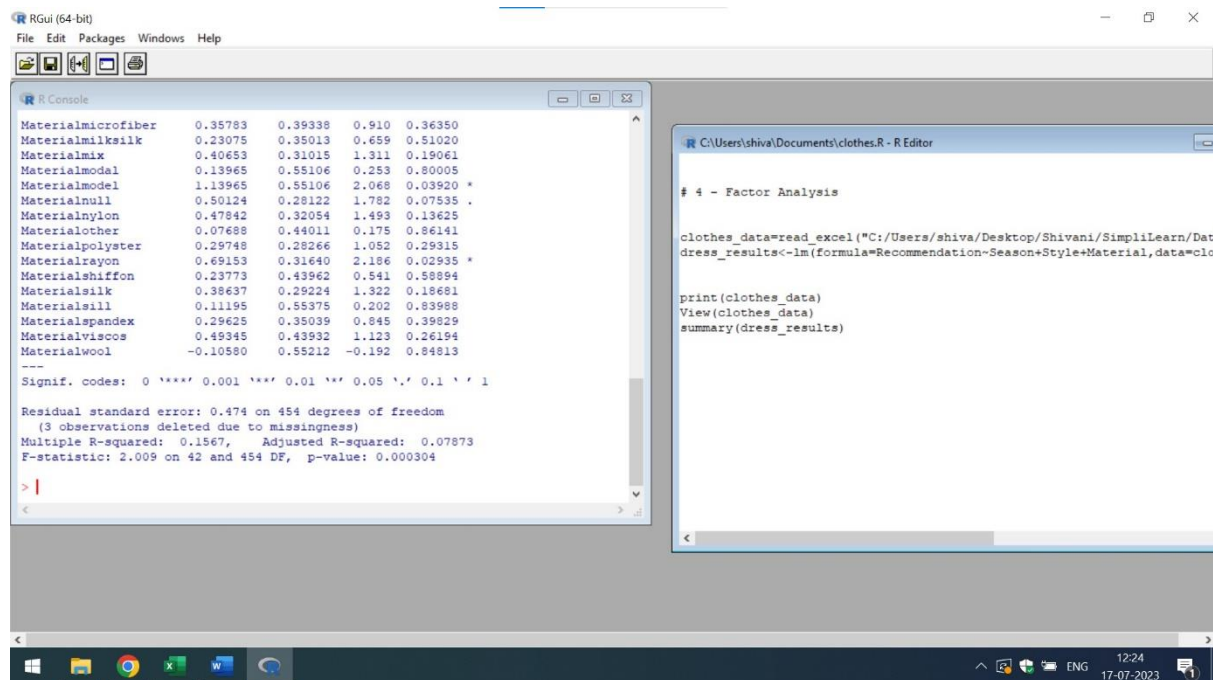 RGui (64-bit)
File Edit Packages Windows Help
R Console
Materialmicrofiber 0.35783 0.39338 0.910 0.36350
Materialmilksilk 0.23075 0.35013 0.659 0.51020
Materialmix 0.40653 0.31015 1.311 0.19061
Materialmodal 0.13965 0.55106 0.253 0.80005
Materialmodel 1.13965 0.55106 2.068 0.03920 *
Materialnull 0.50124 0.28122 1.782 0.07535 .
Materialnylon 0.47842 0.32054 1.493 0.13625
Materialother 0.07688 0.44011 0.175 0.86141
Materialpolyster 0.29748 0.28266 1.052 0.29315
Materialrayon 0.69153 0.31640 2.186 0.02935 *
Materialshiffon 0.23773 0.43962 0.541 0.58894
Materialsilk 0.38637 0.29224 1.322 0.18681
Materialsill 0.11195 0.55375 0.202 0.83988
Materialspandex 0.29625 0.35039 0.845 0.39829
Materialviscos 0.49345 0.43932 1.123 0.26194
Materialwool -0.10580 0.55212 -0.192 0.84813
---
Signif. codes: 0 ‘***’ 0.001 ‘**’ 0.01 ‘*’ 0.05 ‘.’ 0.1 ‘ ’ 1
Residual standard error: 0.474 on 454 degrees of freedom
(3 observations deleted due to missingness)
Multiple R-squared: 0.1567, Adjusted R-squared: 0.07873
F-statistic: 2.009 on 42 and 454 DF, p-value: 0.000304
>
C:\Users\shiva\Documents\clothes.R - R Editor
# 4 - Factor Analysis
clothes_data=read_excel("C:/Users/shiva/Desktop/Shivani/SimpliLearn/Dat
dress_results<-lm(formula=Recommendation~Season+Style+Material,data=clo
print(clothes_data)
View(clothes_data)
summary(dress_results)
ENG
12:24
17-07-2023